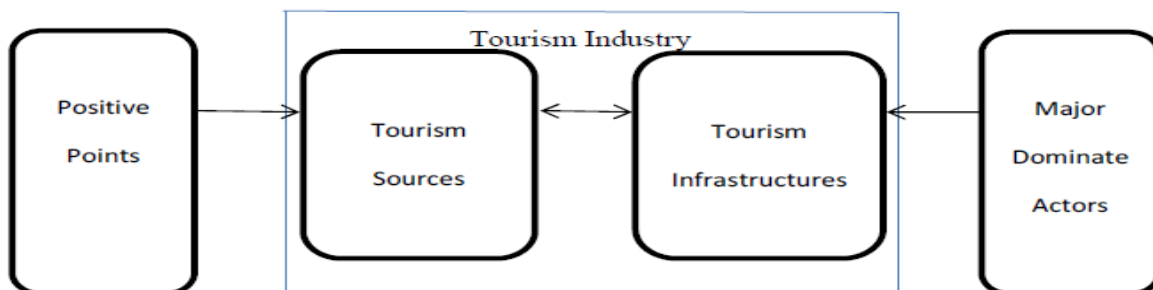 Tourism Industry
Positive
Points
Tourism
Sources
Tourism
Infrastructures
Major
Dominate
Actors